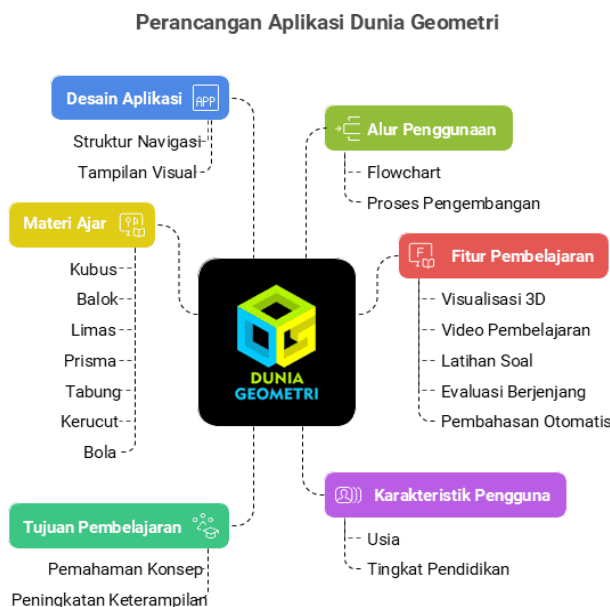 Perancangan Aplikasi Dunia Geometri
Desain Aplikasi
APP
Struktur Navigasi
Tampilan Visual
Alur Penggunaan
Flowchart
Proses Pengembangan
Materi Ajar
Kubus
Balok
Limas
Prisma
Tabung
Kerucut
Bola
Fitur Pembelajaran
F
Visualisasi 3D
Video Pembelajaran
Latihan Soal
Evaluasi Berjenjang
Pembahasan Otomatis
DUNIA
GEOMETRI
Tujuan Pembelajaran
Pemahaman Konsep
Peningkatan Keterampilan
Karakteristik Pengguna
Usia
Tingkat Pendidikan